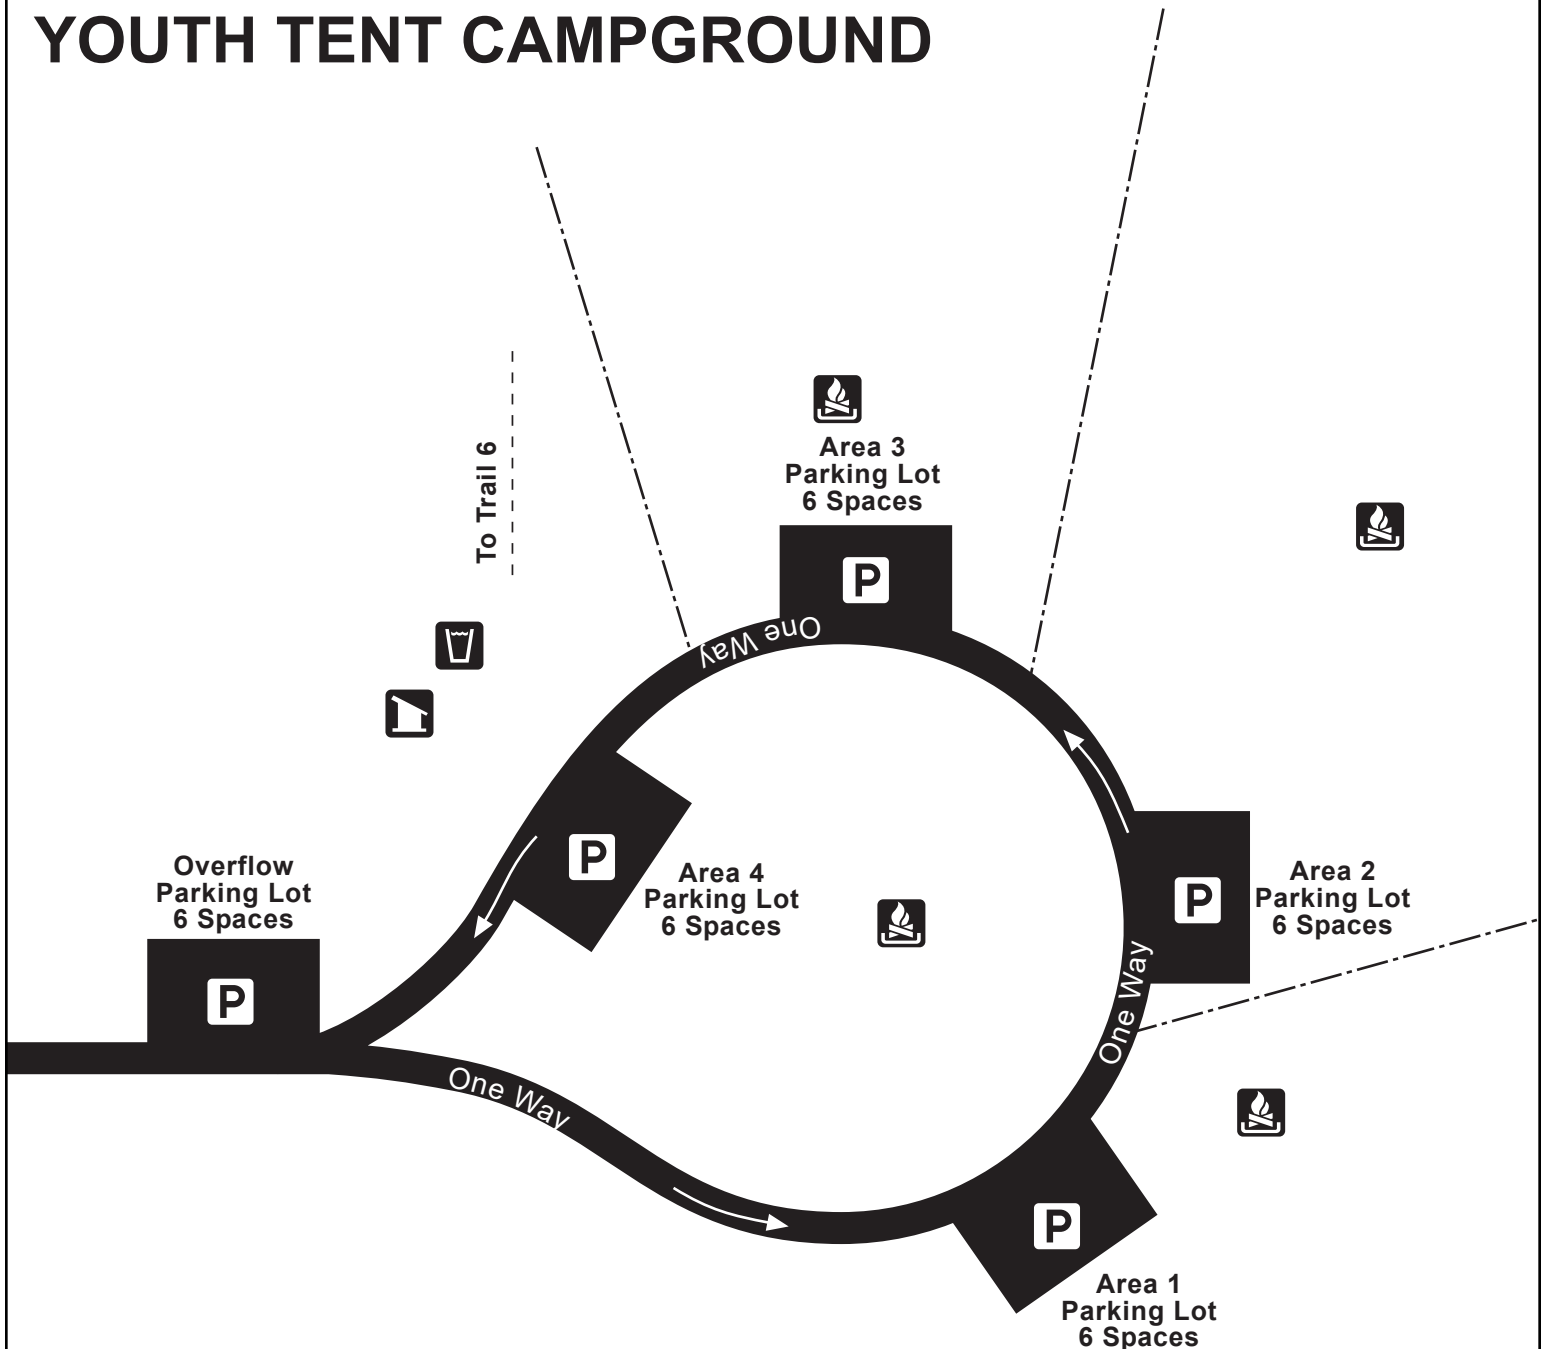 YOUTH TENT CAMPGROUND
To Trail 6
Area 3
Parking Lot
6 Spaces
P
One Way
Overflow
Parking Lot
6 Spaces
P
P
Area 4
Parking Lot
6 Spaces
P
Area 2
Parking Lot
6 Spaces
One Way
One Way
P
Area 1
Parking Lot
6 Spaces